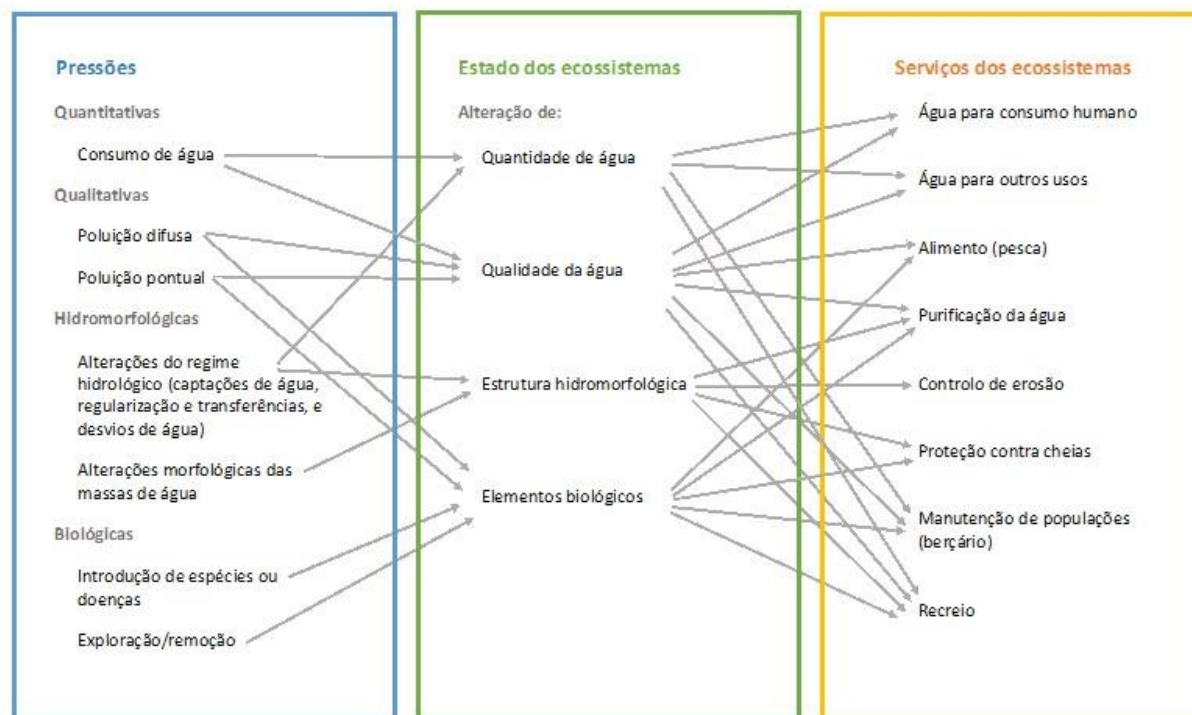 Pressões
Quantitativas
Consumo de água
Qualitativas
Poluição difusa
Poluição pontual
Hidromorfológicas
Alterações do regime
hidrológico (captações de água,
regularização e transferências, e
desvios de água)
Alterações morfológicas das
massas de água
Biológicas
Introdução de espécies ou
doenças
Exploração/remoção
Estado dos ecossistemas
Alteração de:
Quantidade de água
Qualidade da água
Estrutura hidromorfológica
Elementos biológicos
Serviços dos ecossistemas
Água para consumo humano
Água para outros usos
Alimento (pesca)
Purificação da água
Controlo de erosão
Proteção contra cheias
Manutenção de populações
(berçário)
Recreio